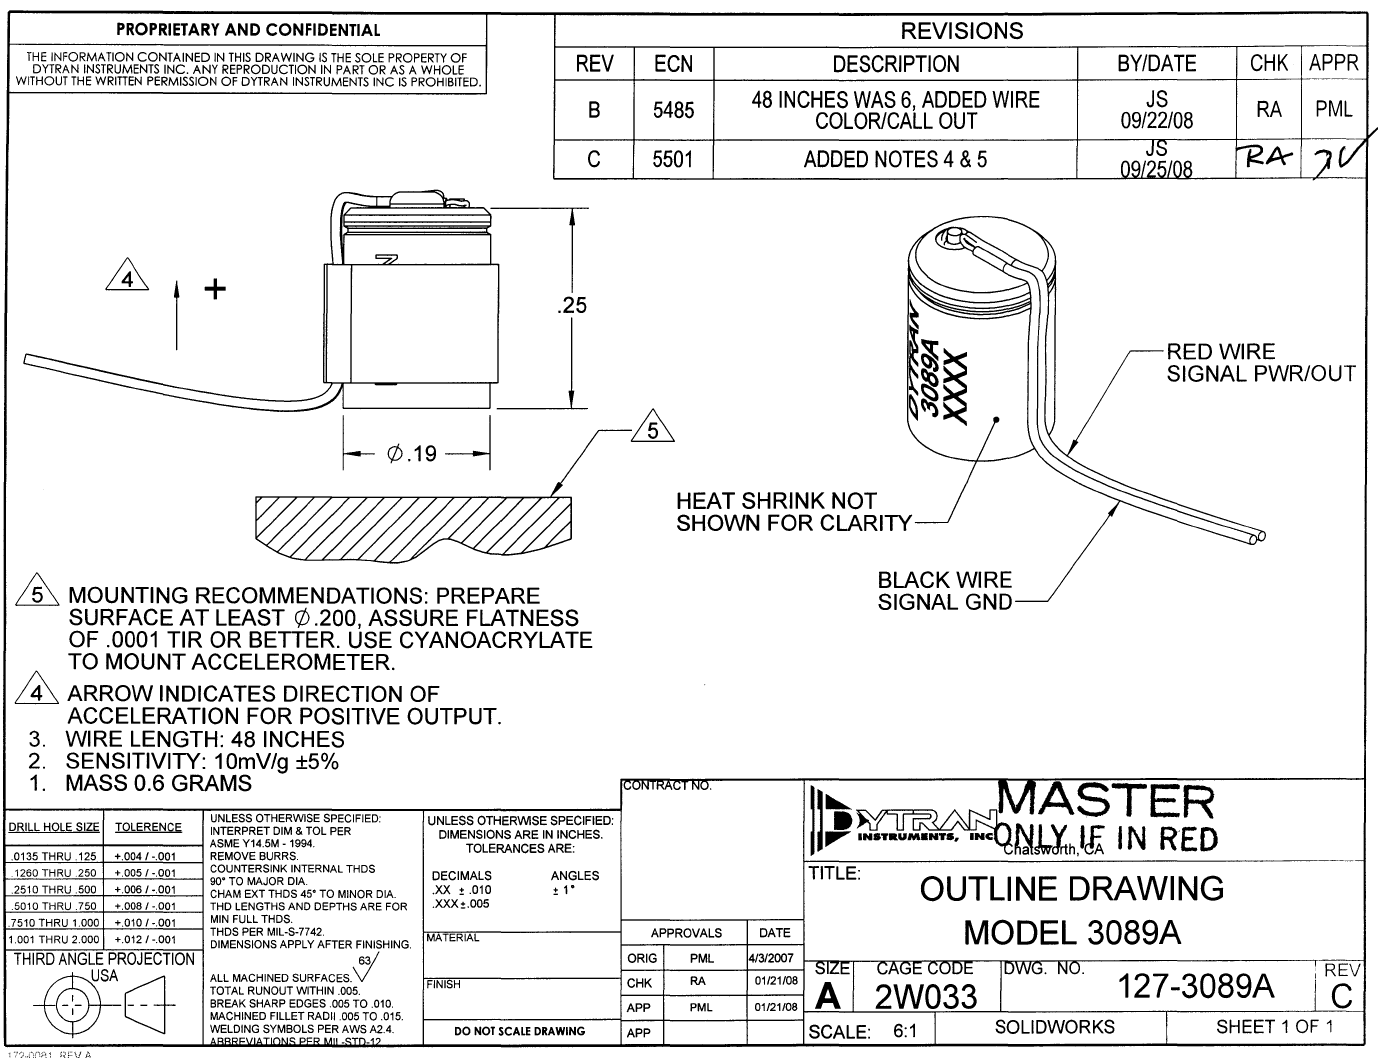 PROPRIETARY AND CONFIDENTIAL
THE INFORMATION CONTAINED IN THIS DRAWING IS THE SOLE PROPERTY OF
DYTRAN INSTRUMENTS INC. ANY REPRODUCTION IN PART OR AS A WHOLE
WITHOUT THE WRITTEN PERMISSION OF DYTRAN INSTRUMENTS INC IS PROHIBITED.
REVISIONS
REV ECN DESCRIPTION BY/DATE CHK APPR
B 5485 48 INCHES WAS 6, ADDED WIRE COLOR/CALL OUT JS 09/22/08 RA PML
C 5501 ADDED NOTES 4 & 5 JS 09/25/08 RA
4
+
.25
Ø.19
5
DYTRAN
3089A
XXXX
RED WIRE
SIGNAL PWR/OUT
HEAT SHRINK NOT
SHOWN FOR CLARITY
BLACK WIRE
SIGNAL GND
5 MOUNTING RECOMMENDATIONS: PREPARE
SURFACE AT LEAST Ø.200, ASSURE FLATNESS
OF .0001 TIR OR BETTER. USE CYANOACRYLATE
TO MOUNT ACCELEROMETER.
4 ARROW INDICATES DIRECTION OF
ACCELERATION FOR POSITIVE OUTPUT.
3. WIRE LENGTH: 48 INCHES
2. SENSITIVITY: 10mV/g ±5%
1. MASS 0.6 GRAMS
DRILL HOLE SIZE TOLERENCE
.0135 THRU .125 +.004 / -.001
.1260 THRU .250 +.005 / -.001
.2510 THRU .500 +.006 / -.001
.5010 THRU .750 +.008 / -.001
.7510 THRU 1.000 +.010 / -.001
1.001 THRU 2.000 +.012 / -.001
THIRD ANGLE PROJECTION
USA
UNLESS OTHERWISE SPECIFIED:
INTERPRET DIM & TOL PER
ASME Y14.5M - 1994.
REMOVE BURRS.
COUNTERSINK INTERNAL THDS
90° TO MAJOR DIA.
CHAM EXT THDS 45° TO MINOR DIA.
THD LENGTHS AND DEPTHS ARE FOR
MIN FULL THDS.
THDS PER MIL-S-7742.
DIMENSIONS APPLY AFTER FINISHING.
63
ALL MACHINED SURFACES.
TOTAL RUNOUT WITHIN .005.
BREAK SHARP EDGES .005 TO .010.
MACHINED FILLET RADII .005 TO .015.
WELDING SYMBOLS PER AWS A2.4.
ABBREVIATIONS PER MIL-STD-12
UNLESS OTHERWISE SPECIFIED:
DIMENSIONS ARE IN INCHES.
TOLERANCES ARE:
DECIMALS ANGLES
.XX ± .010 ± 1°
.XXX ± .005
MATERIAL
FINISH
DO NOT SCALE DRAWING
CONTRACT NO.
APPROVALS DATE
ORIG PML 4/3/2007
CHK RA 01/21/08
APP PML 01/21/08
APP
DYTRAN
INSTRUMENTS, INC
Chatsworth, CA
MASTER
ONLY IF IN RED
TITLE:
OUTLINE DRAWING
MODEL 3089A
SIZE A
CAGE CODE 2W033
DWG. NO. 127-3089A
REV C
SCALE: 6:1
SOLIDWORKS
SHEET 1 OF 1
172-0081 REV A